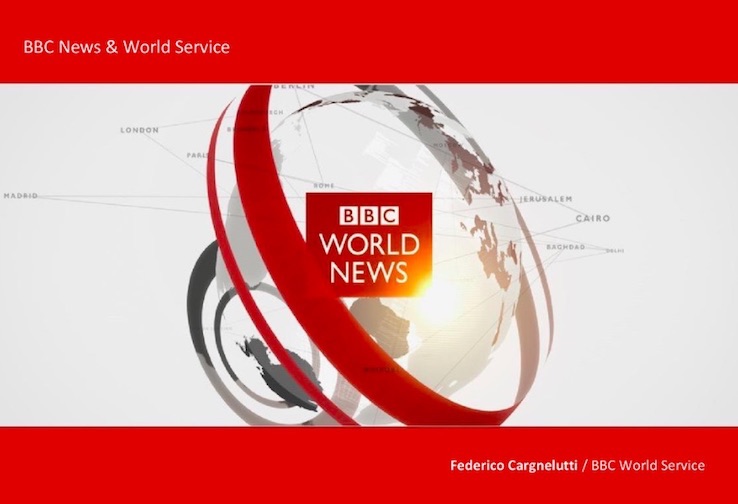 BBC News & World Service
BERLIN
LONDON
PARIS
ROME
MADRID
JERUSALEM
CAIRO
BAGHDAD
DELHI
BBC
WORLD
NEWS
Federico Cargnelutti / BBC World Service